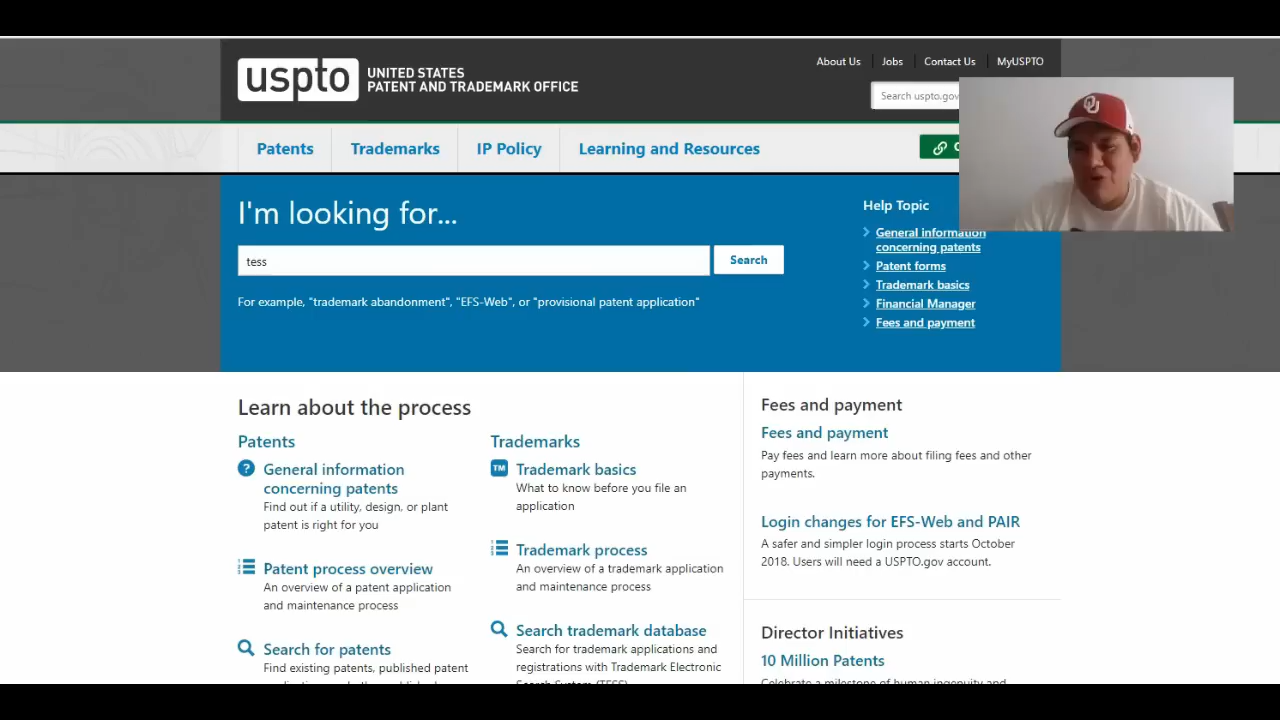 About Us
Jobs
Contact Us
MyUSPTO
uspto
UNITED STATES
PATENT AND TRADEMARK OFFICE
Search uspto.gov
OU
Patents
Trademarks
IP Policy
Learning and Resources
I'm looking for...
tess
Search
For example, "trademark abandonment", "EFS-Web", or "provisional patent application"
Help Topic
General information
concerning patents
Patent forms
Trademark basics
Financial Manager
Fees and payment
Learn about the process
Patents
? General information
concerning patents
Find out if a utility, design, or plant
patent is right for you
Patent process overview
An overview of a patent application
and maintenance process
Search for patents
Find existing patents, published patent
Trademarks
TM Trademark basics
What to know before you file an
application
Trademark process
An overview of a trademark application
and maintenance process
Search trademark database
Search for trademark applications and
registrations with Trademark Electronic
Search System (TESS)
Fees and payment
Fees and payment
Pay fees and learn more about filing fees and other
payments.
Login changes for EFS-Web and PAIR
A safer and simpler login process starts October
2018. Users will need a USPTO.gov account.
Director Initiatives
10 Million Patents
Celebrate a milestone of human ingenuity and